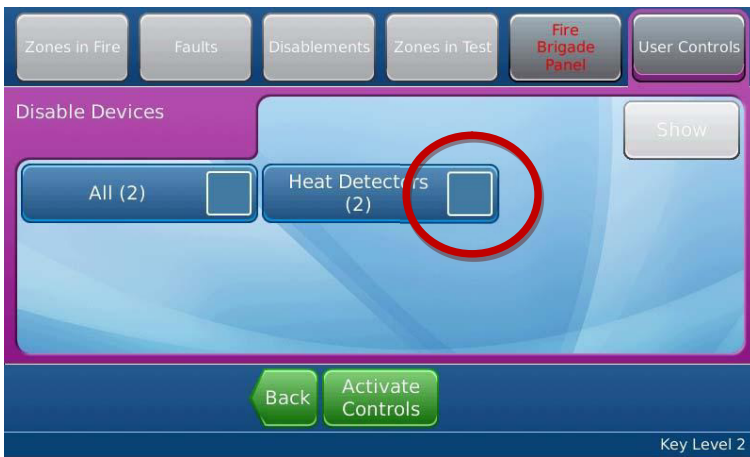 Zones in Fire
Faults
Disablements
Zones in Test
Fire
Brigade
Panel
User Controls
Disable Devices
Show
All (2)
Heat Detectors
(2)
Back
Activate
Controls
Key Level 2